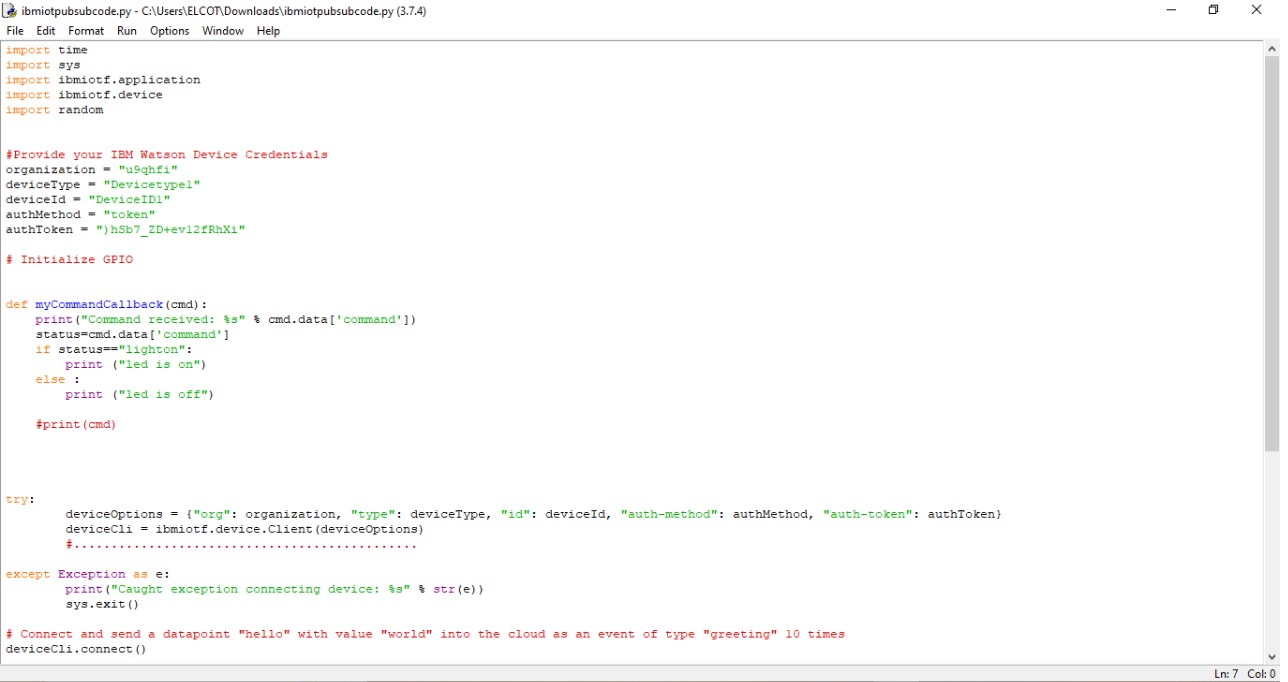 ibmiotpubsubcode.py - C:\Users\ELCOT\Downloads\ibmiotpubsubcode.py (3.7.4)
File Edit Format Run Options Window Help
import time
import sys
import ibmiotf.application
import ibmiotf.device
import random
#Provide your IBM Watson Device Credentials
organization = "u9qhfi"
deviceType = "Devicetype1"
deviceId = "DeviceID1"
authMethod = "token"
authToken = ")hSb7_ZD+ev12fRhXi"
# Initialize GPIO
def myCommandCallback(cmd):
    print("Command received: %s" % cmd.data['command'])
    status=cmd.data['command']
    if status=="lighton":
        print ("led is on")
    else :
        print ("led is off")
    #print(cmd)
try:
        deviceOptions = {"org": organization, "type": deviceType, "id": deviceId, "auth-method": authMethod, "auth-token": authToken}
        deviceCli = ibmiotf.device.Client(deviceOptions)
        #..............................................
except Exception as e:
        print("Caught exception connecting device: %s" % str(e))
        sys.exit()
# Connect and send a datapoint "hello" with value "world" into the cloud as an event of type "greeting" 10 times
deviceCli.connect()
Ln: 7 Col: 0